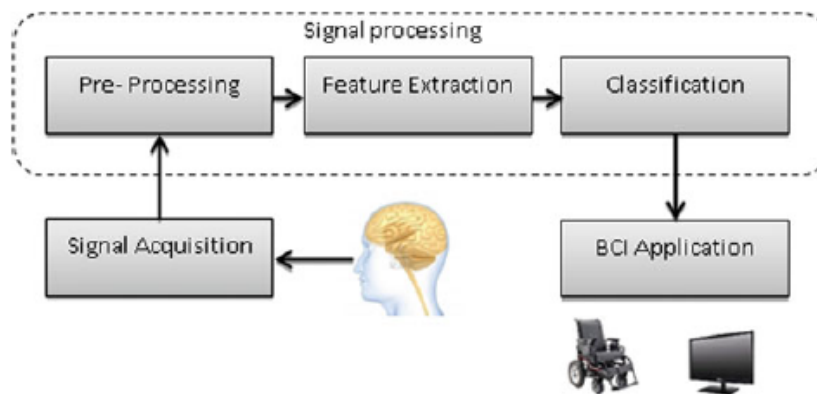 Signal processing
Pre- Processing
Feature Extraction
Classification
Signal Acquisition
BCI Application